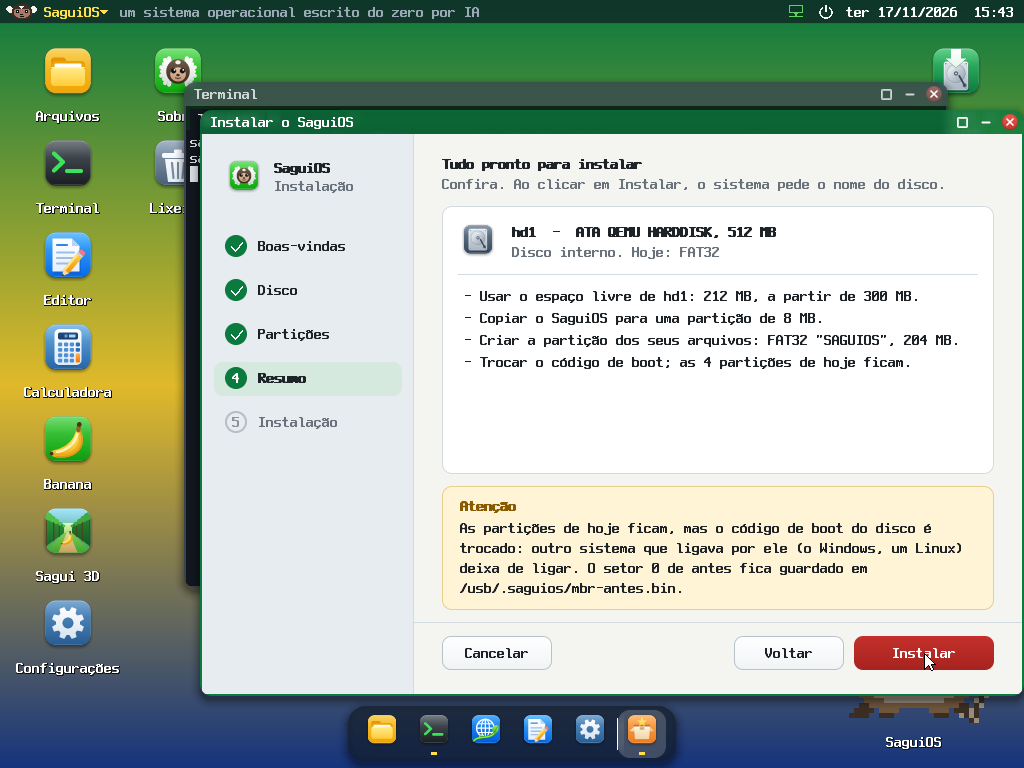 SaguiOS um sistema operacional escrito do zero por IA
ter 17/11/2026 15:43
Arquivos
Terminal
Editor
Calculadora
Banana
Sagui 3D
Configurações
Terminal
Instalar o SaguiOS
SaguiOS
Instalação
Boas-vindas
Disco
Partições
4 Resumo
5 Instalação
Tudo pronto para instalar
Confira. Ao clicar em Instalar, o sistema pede o nome do disco.
hd1 - ATA QEMU HARDDISK, 512 MB
Disco interno. Hoje: FAT32
- Usar o espaço livre de hd1: 212 MB, a partir de 300 MB.
- Copiar o SaguiOS para uma partição de 8 MB.
- Criar a partição dos seus arquivos: FAT32 "SAGUIOS", 204 MB.
- Trocar o código de boot; as 4 partições de hoje ficam.
Atenção
As partições de hoje ficam, mas o código de boot do disco é
trocado: outro sistema que ligava por ele (o Windows, um Linux)
deixa de ligar. O setor 0 de antes fica guardado em
/usb/.saguios/mbr-antes.bin.
Cancelar
Voltar
Instalar
SaguiOS